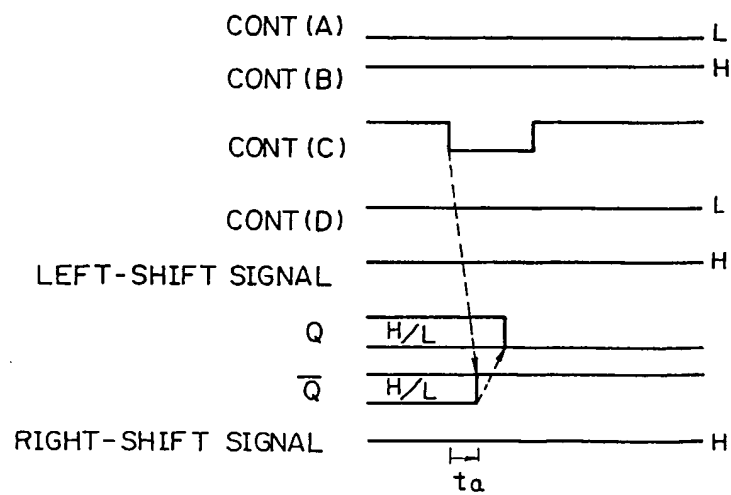 CONT (A) L
CONT (B) H
CONT (C)
CONT (D) L
LEFT-SHIFT SIGNAL H
Q H/L
Q̅ H/L
RIGHT-SHIFT SIGNAL H
ta